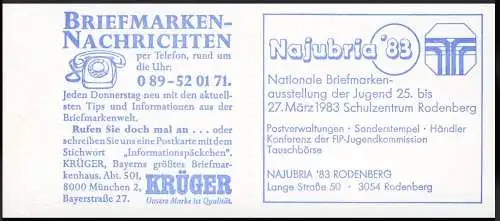 BRIEFMARKEN-
NACHRICHTEN
per Telefon, rund um
die Uhr:
0 89-52 01 71.
Jeden Donnerstag neu mit den aktuell-
sten Tips und Informationen aus der
Briefmarkenwelt.
Rufen Sie doch mal an . . . oder
schreiben Sie uns eine Postkarte mit dem
Stichwort „Informationspäckchen".
KRÜGER, Bayerns größtes Briefmar-
kenhaus. Abt. 501,
8000 München 2,
Bayerstraße 27.
KRÜGER
Unsere Marke ist Qualität.
Najubria '83
Nationale Briefmarken-
ausstellung der Jugend 25. bis
27. März 1983 Schulzentrum Rodenberg
Postverwaltungen · Sonderstempel · Händler
Konferenz der FIP-Jugendkommission
Tauschbörse
NAJUBRIA '83 RODENBERG
Lange Straße 50 · 3054 Rodenberg